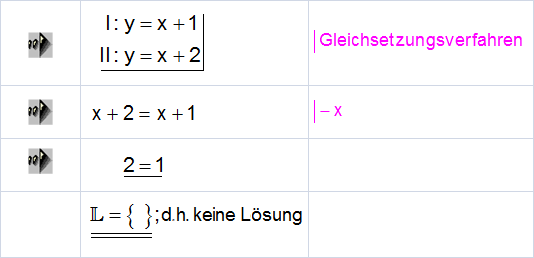 I: y = x + 1
II: y = x + 2
|Gleichsetzungsverfahren
x + 2 = x + 1
|− x
2 = 1
𝕃 = { }; d.h. keine Lösung